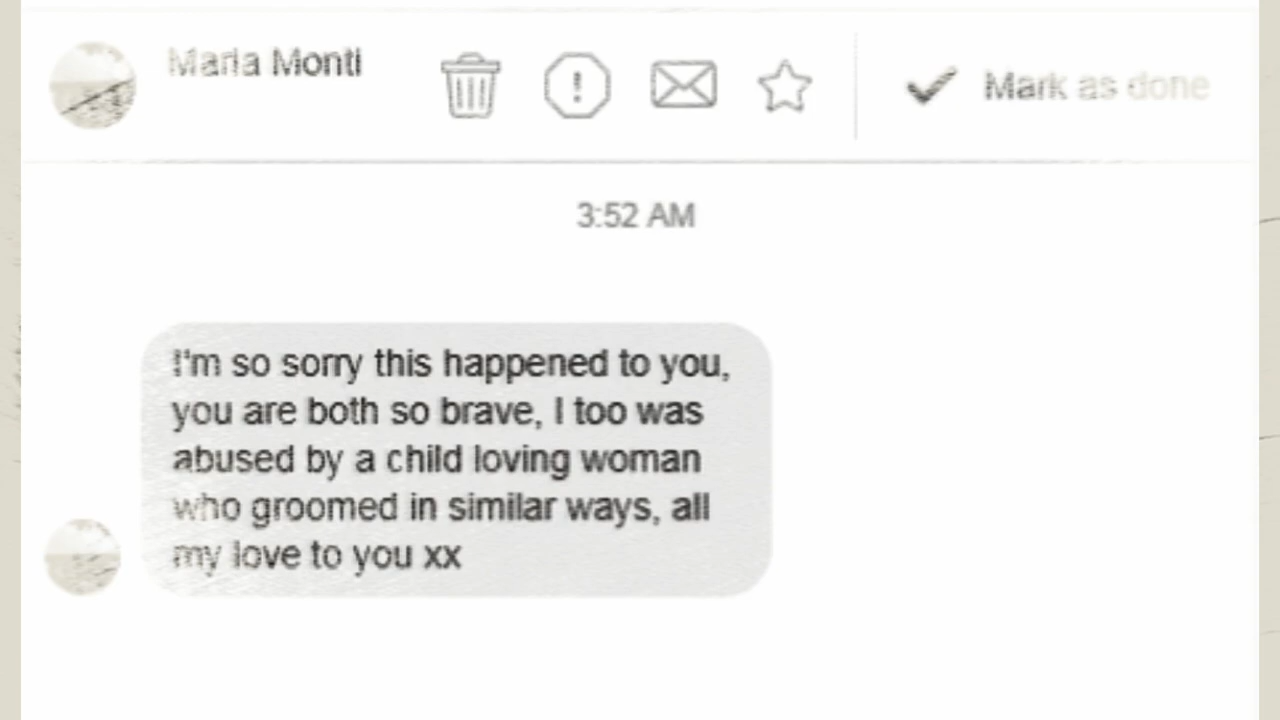 Maria Monti
Mark as done
3:52 AM
I'm so sorry this happened to you,
you are both so brave, I too was
abused by a child loving woman
who groomed in similar ways, all
my love to you xx